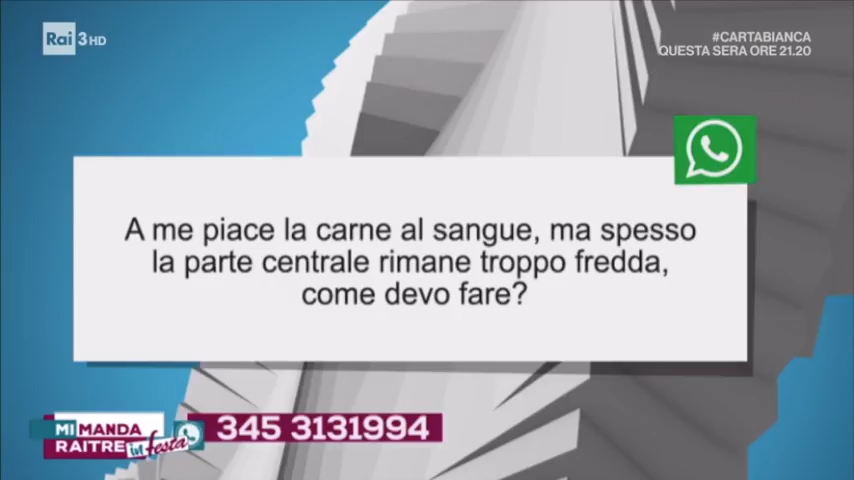 Rai 3HD
#CARTABIANCA
QUESTA SERA ORE 21.20
A me piace la carne al sangue, ma spesso
la parte centrale rimane troppo fredda,
come devo fare?
MI MANDA
RAITRE in festa
345 3131994